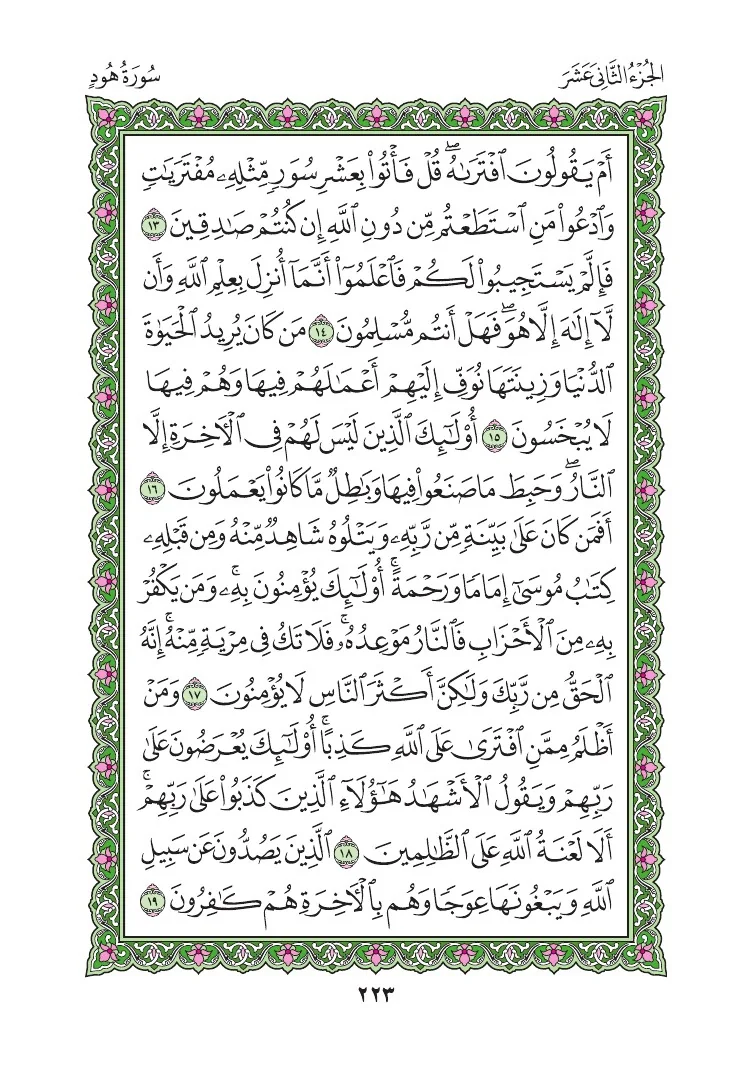 الجُزْءُ الثَّانِي عَشَرَ
سُورَةُ هُودٍ
أَمْ يَقُولُونَ ٱفْتَرَىٰهُۖ قُلْ فَأْتُوا۟ بِعَشْرِ سُوَرٍ مِّثْلِهِۦ مُفْتَرَيَٰتٍ
وَٱدْعُوا۟ مَنِ ٱسْتَطَعْتُم مِّن دُونِ ٱللَّهِ إِن كُنتُمْ صَٰدِقِينَ ١٣
فَإِلَّمْ يَسْتَجِيبُوا۟ لَكُمْ فَٱعْلَمُوٓا۟ أَنَّمَآ أُنزِلَ بِعِلْمِ ٱللَّهِ وَأَن
لَّآ إِلَٰهَ إِلَّا هُوَۖ فَهَلْ أَنتُم مُّسْلِمُونَ ١٤ مَن كَانَ يُرِيدُ ٱلْحَيَوٰةَ
ٱلدُّنْيَا وَزِينَتَهَا نُوَفِّ إِلَيْهِمْ أَعْمَٰلَهُمْ فِيهَا وَهُمْ فِيهَا
لَا يُبْخَسُونَ ١٥ أُو۟لَٰٓئِكَ ٱلَّذِينَ لَيْسَ لَهُمْ فِى ٱلْءَاخِرَةِ إِلَّا
ٱلنَّارُۖ وَحَبِطَ مَا صَنَعُوا۟ فِيهَا وَبَٰطِلٌ مَّا كَانُوا۟ يَعْمَلُونَ ١٦
أَفَمَن كَانَ عَلَىٰ بَيِّنَةٍ مِّن رَّبِّهِۦ وَيَتْلُوهُ شَاهِدٌ مِّنْهُ وَمِن قَبْلِهِۦ
كِتَٰبُ مُوسَىٰٓ إِمَامًا وَرَحْمَةًۚ أُو۟لَٰٓئِكَ يُؤْمِنُونَ بِهِۦۚ وَمَن يَكْفُرْ
بِهِۦ مِنَ ٱلْأَحْزَابِ فَٱلنَّارُ مَوْعِدُهُۥۚ فَلَا تَكُ فِى مِرْيَةٍ مِّنْهُۚ إِنَّهُ
ٱلْحَقُّ مِن رَّبِّكَ وَلَٰكِنَّ أَكْثَرَ ٱلنَّاسِ لَا يُؤْمِنُونَ ١٧ وَمَنْ
أَظْلَمُ مِمَّنِ ٱفْتَرَىٰ عَلَى ٱللَّهِ كَذِبًاۚ أُو۟لَٰٓئِكَ يُعْرَضُونَ عَلَىٰ
رَبِّهِمْ وَيَقُولُ ٱلْأَشْهَٰدُ هَٰٓؤُلَآءِ ٱلَّذِينَ كَذَبُوا۟ عَلَىٰ رَبِّهِمْۚ
أَلَا لَعْنَةُ ٱللَّهِ عَلَى ٱلظَّٰلِمِينَ ١٨ ٱلَّذِينَ يَصُدُّونَ عَن سَبِيلِ
ٱللَّهِ وَيَبْغُونَهَا عِوَجًا وَهُم بِٱلْءَاخِرَةِ هُمْ كَٰفِرُونَ ١٩
٢٢٣